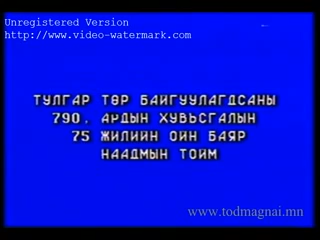 Unregistered Version
http://www.video-watermark.com
ТУЛГАР ТӨР БАЙГУУЛАГДСАНЫ
790, АРДЫН ХУВЬСГАЛЫН
75 ЖИЛИЙН ОЙН БАЯР
НААДМЫН ТОЙМ
www.todmagnai.mn